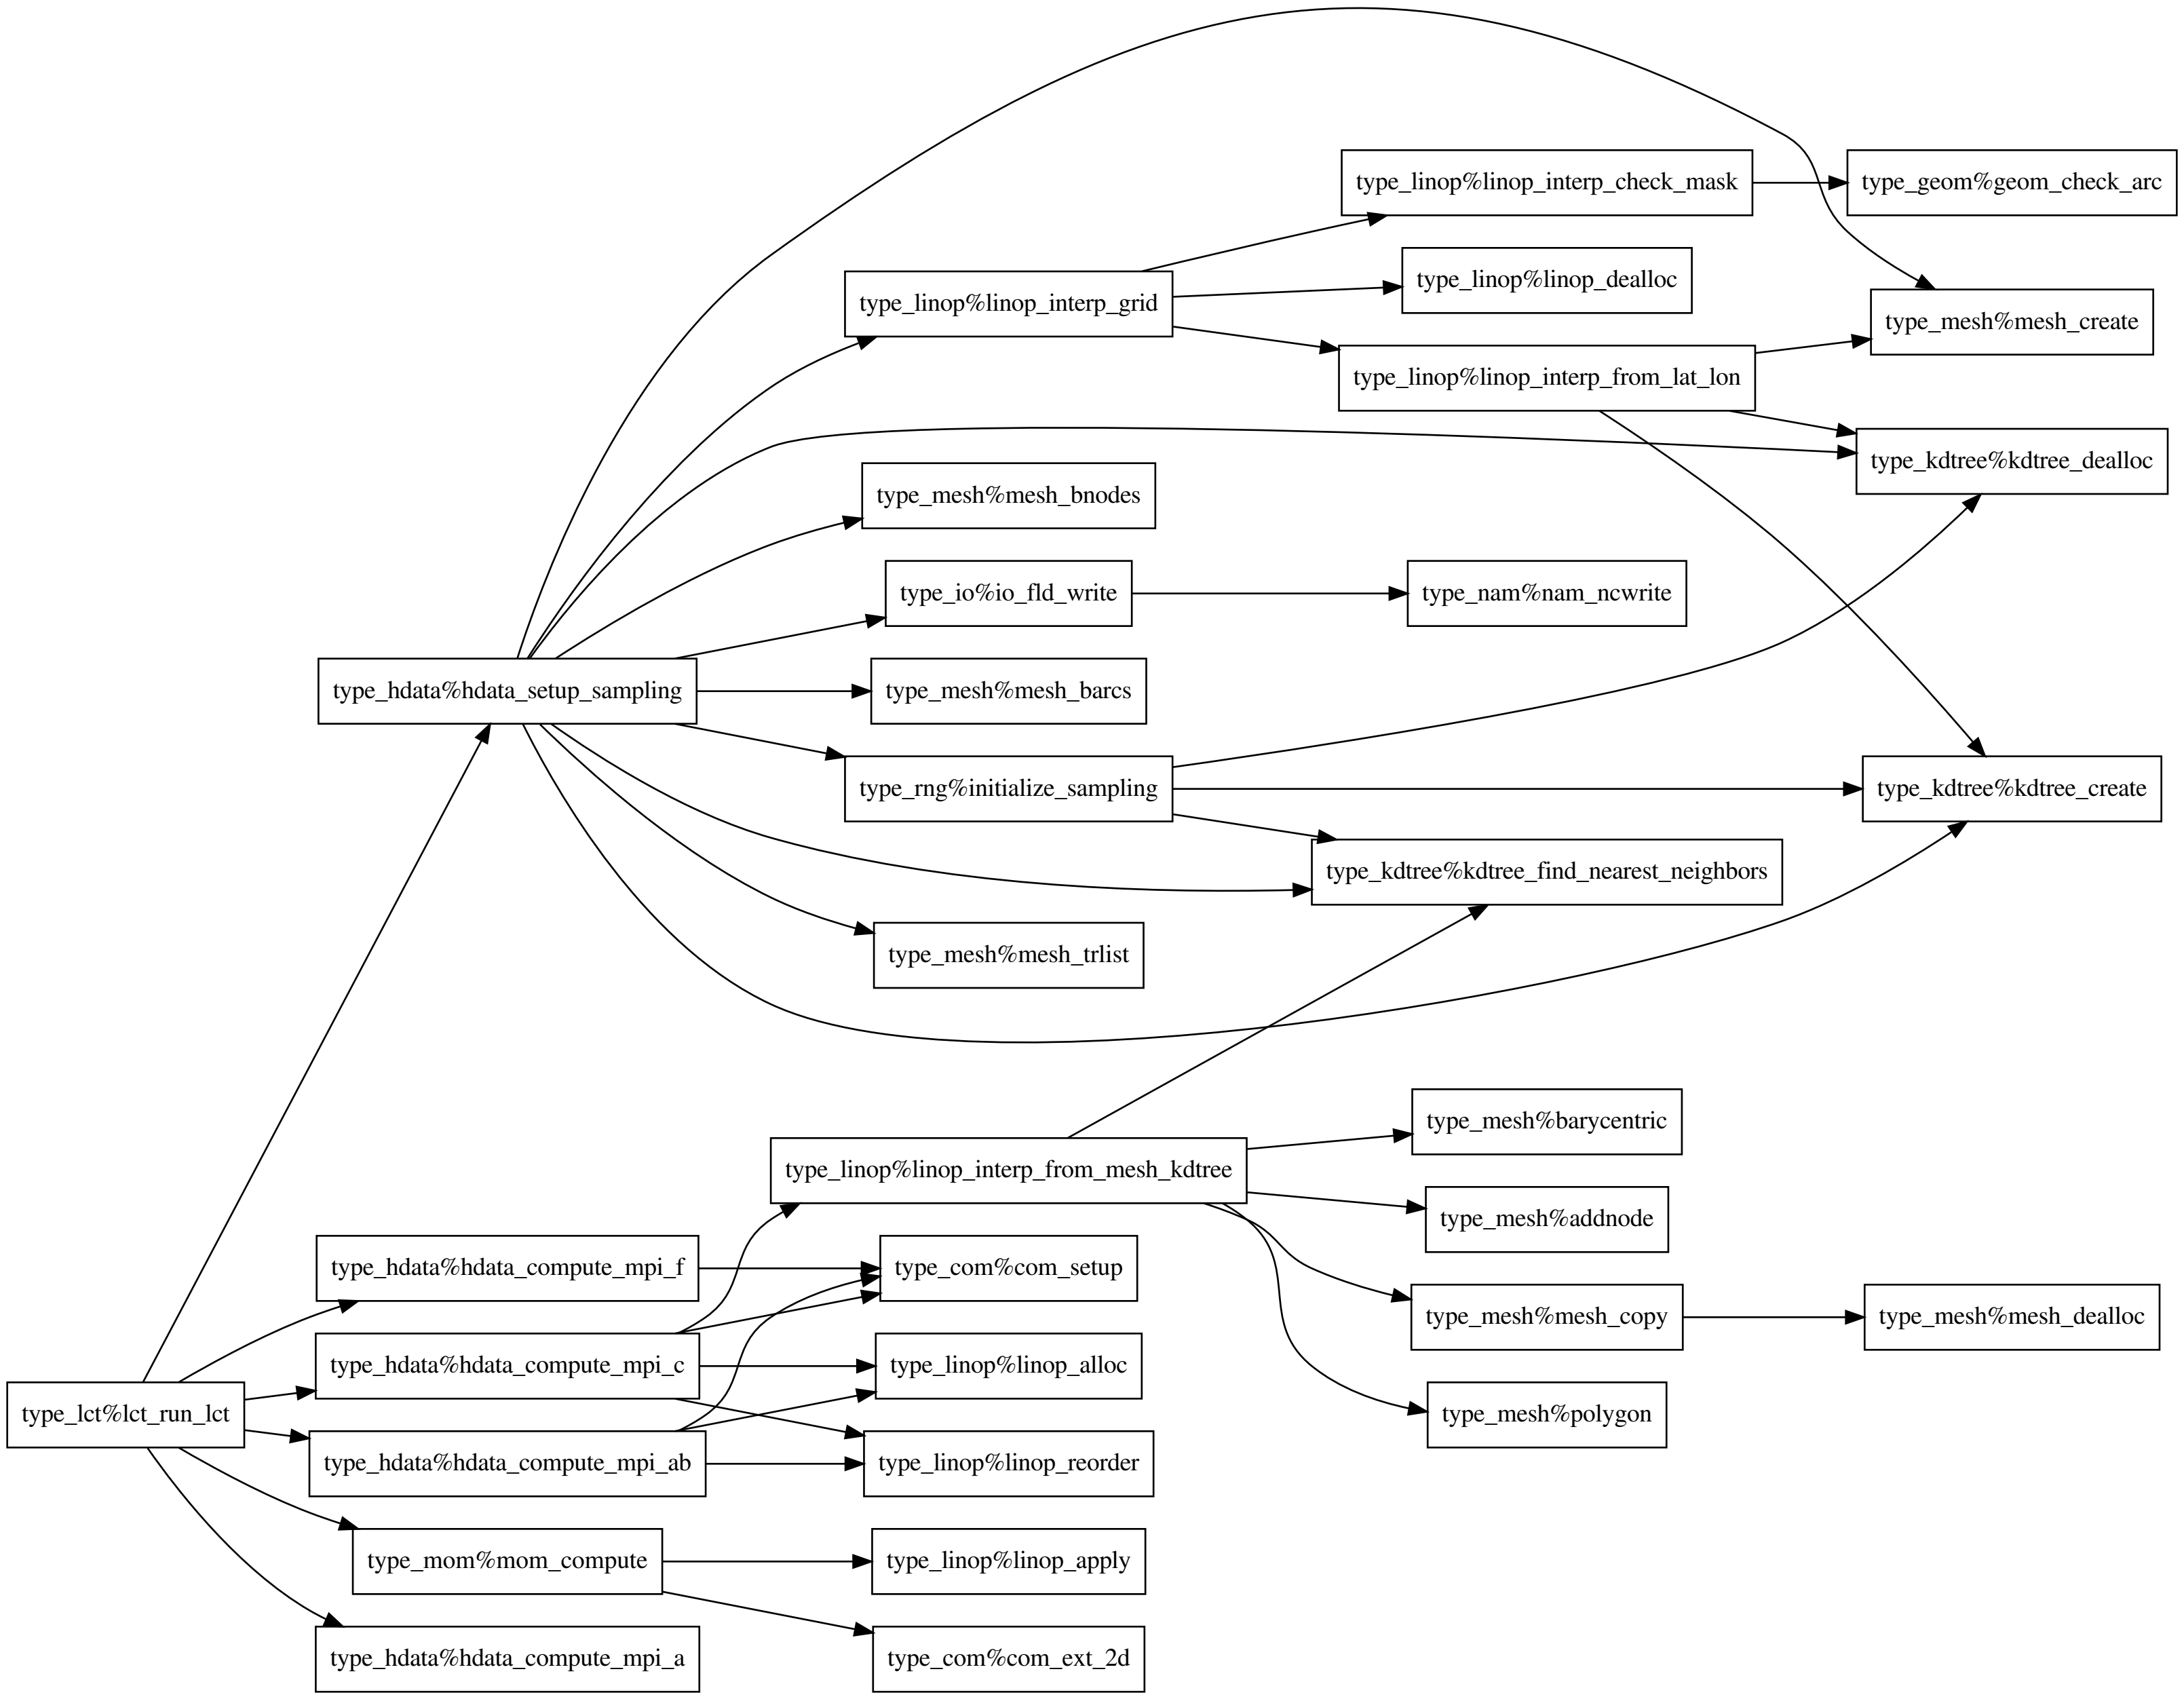 type_linop%linop_interp_check_mask
type_geom%geom_check_arc
type_linop%linop_dealloc
type_linop%linop_interp_grid
type_mesh%mesh_create
type_linop%linop_interp_from_lat_lon
type_kdtree%kdtree_dealloc
type_mesh%mesh_bnodes
type_io%io_fld_write
type_nam%nam_ncwrite
type_hdata%hdata_setup_sampling
type_mesh%mesh_barcs
type_rng%initialize_sampling
type_kdtree%kdtree_create
type_kdtree%kdtree_find_nearest_neighbors
type_mesh%mesh_trlist
type_mesh%barycentric
type_linop%linop_interp_from_mesh_kdtree
type_mesh%addnode
type_hdata%hdata_compute_mpi_f
type_com%com_setup
type_mesh%mesh_copy
type_mesh%mesh_dealloc
type_hdata%hdata_compute_mpi_c
type_linop%linop_alloc
type_lct%lct_run_lct
type_mesh%polygon
type_hdata%hdata_compute_mpi_ab
type_linop%linop_reorder
type_mom%mom_compute
type_linop%linop_apply
type_hdata%hdata_compute_mpi_a
type_com%com_ext_2d